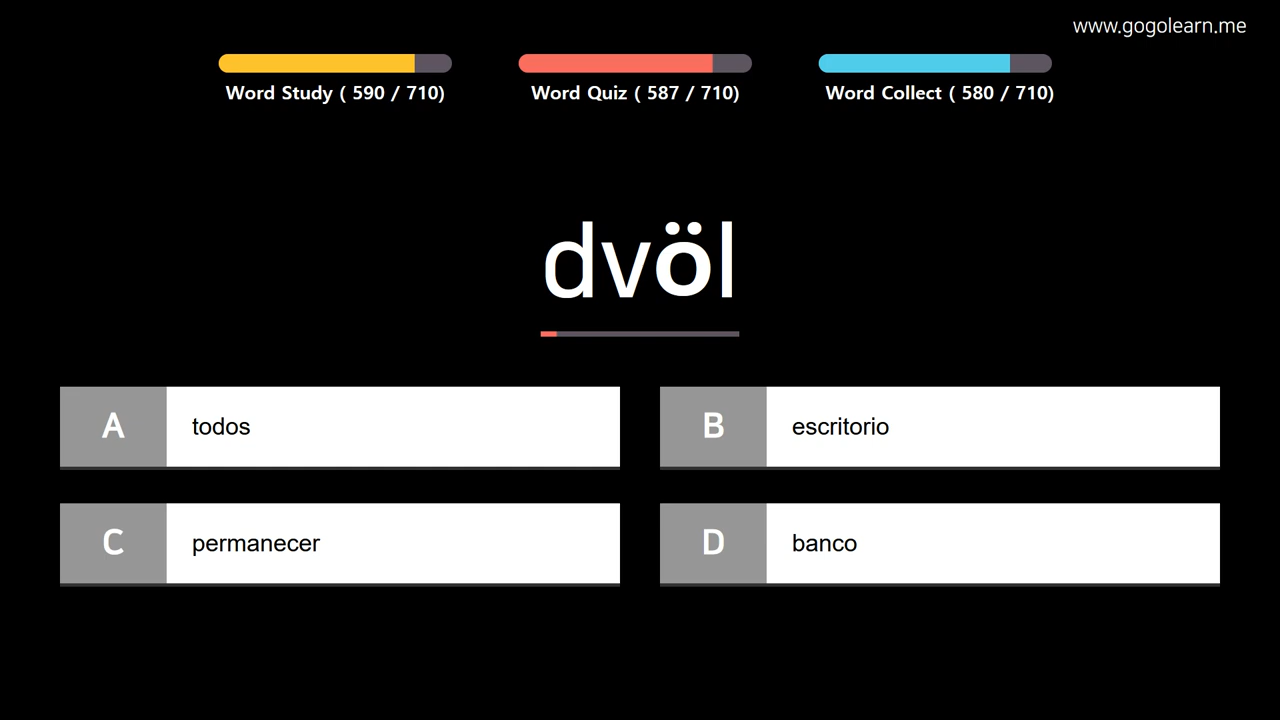 www.gogolearn.me
Word Study ( 590 / 710)
Word Quiz ( 587 / 710)
Word Collect ( 580 / 710)
dvöl
A todos
B escritorio
C permanecer
D banco